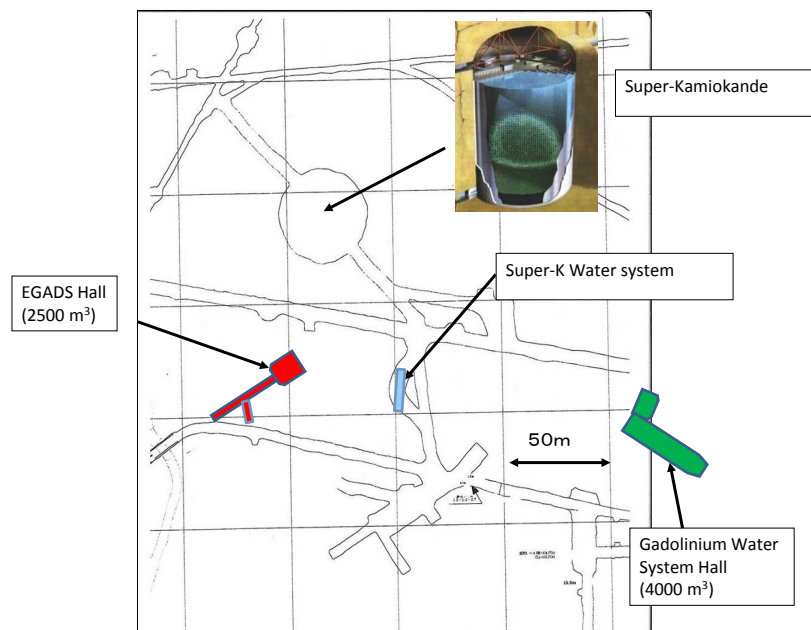 Super-Kamiokande
Super-K Water system
EGADS Hall
(2500 m³)
50m
Gadolinium Water
System Hall
(4000 m³)